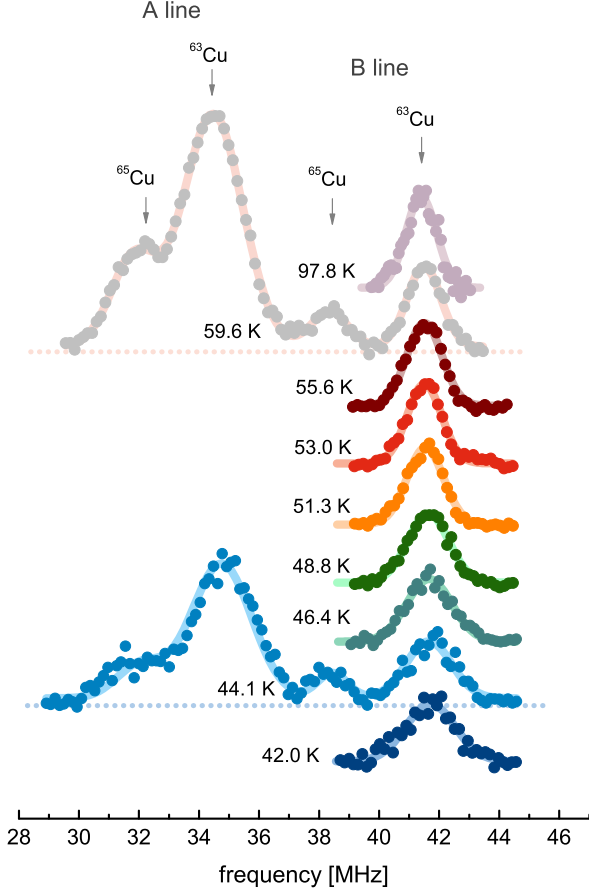 A line
⁶³Cu
B line
⁶³Cu
⁶⁵Cu
⁶⁵Cu
97.8 K
59.6 K
55.6 K
53.0 K
51.3 K
48.8 K
46.4 K
44.1 K
42.0 K
28 30 32 34 36 38 40 42 44 46
frequency [MHz]